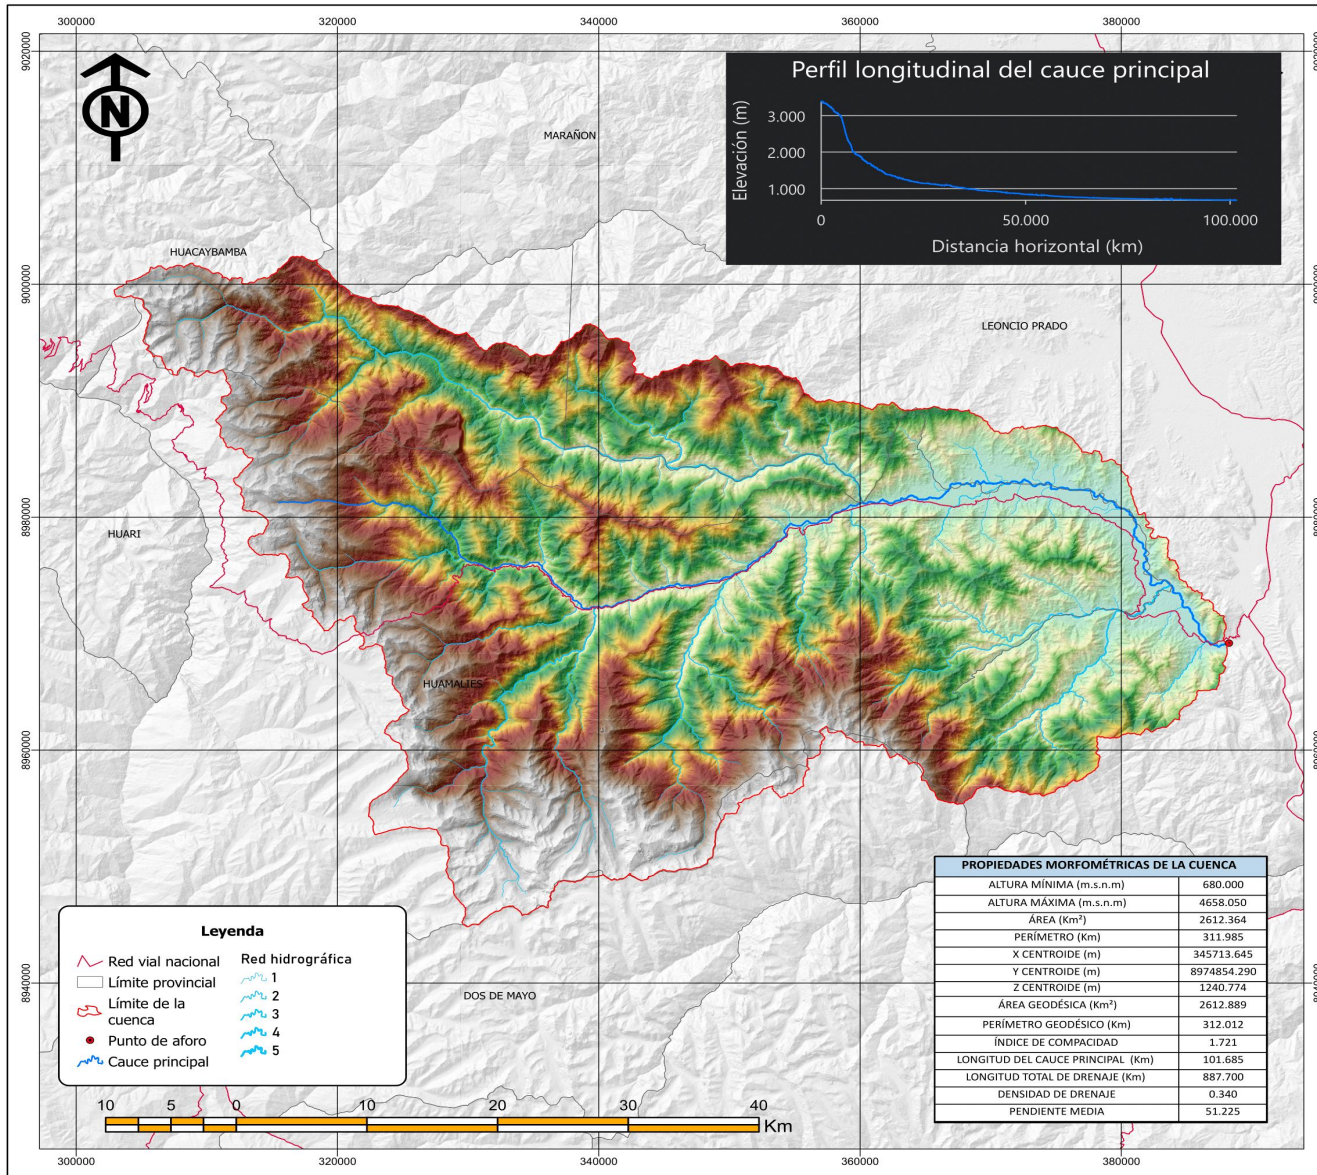 300000 320000 340000 360000 380000
9020000 9020000
N
Perfil longitudinal del cauce principal
Elevación (m)
3.000
2.000
1.000
0 50.000 100.000
Distancia horizontal (km)
MARAÑON
HUACAYBAMBA
9000000 9000000
LEONCIO PRADO
8980000 8980000
HUARI
HUAMALIES
8960000 8960000
DOS DE MAYO
8940000 8940000
Leyenda
Red vial nacional
Límite provincial
Límite de la
cuenca
Punto de aforo
Cauce principal
Red hidrográfica
1
2
3
4
5
10 5 0 10 20 30 40
Km
PROPIEDADES MORFOMÉTRICAS DE LA CUENCA
ALTURA MÍNIMA (m.s.n.m) 680.000
ALTURA MÁXIMA (m.s.n.m) 4658.050
ÁREA (Km²) 2612.364
PERÍMETRO (Km) 311.985
X CENTROIDE (m) 345713.645
Y CENTROIDE (m) 8974854.290
Z CENTROIDE (m) 1240.774
ÁREA GEODÉSICA (Km²) 2612.889
PERÍMETRO GEODÉSICO (Km) 312.012
ÍNDICE DE COMPACIDAD 1.721
LONGITUD DEL CAUCE PRINCIPAL (Km) 101.685
LONGITUD TOTAL DE DRENAJE (Km) 887.700
DENSIDAD DE DRENAJE 0.340
PENDIENTE MEDIA 51.225
300000 320000 340000 360000 380000